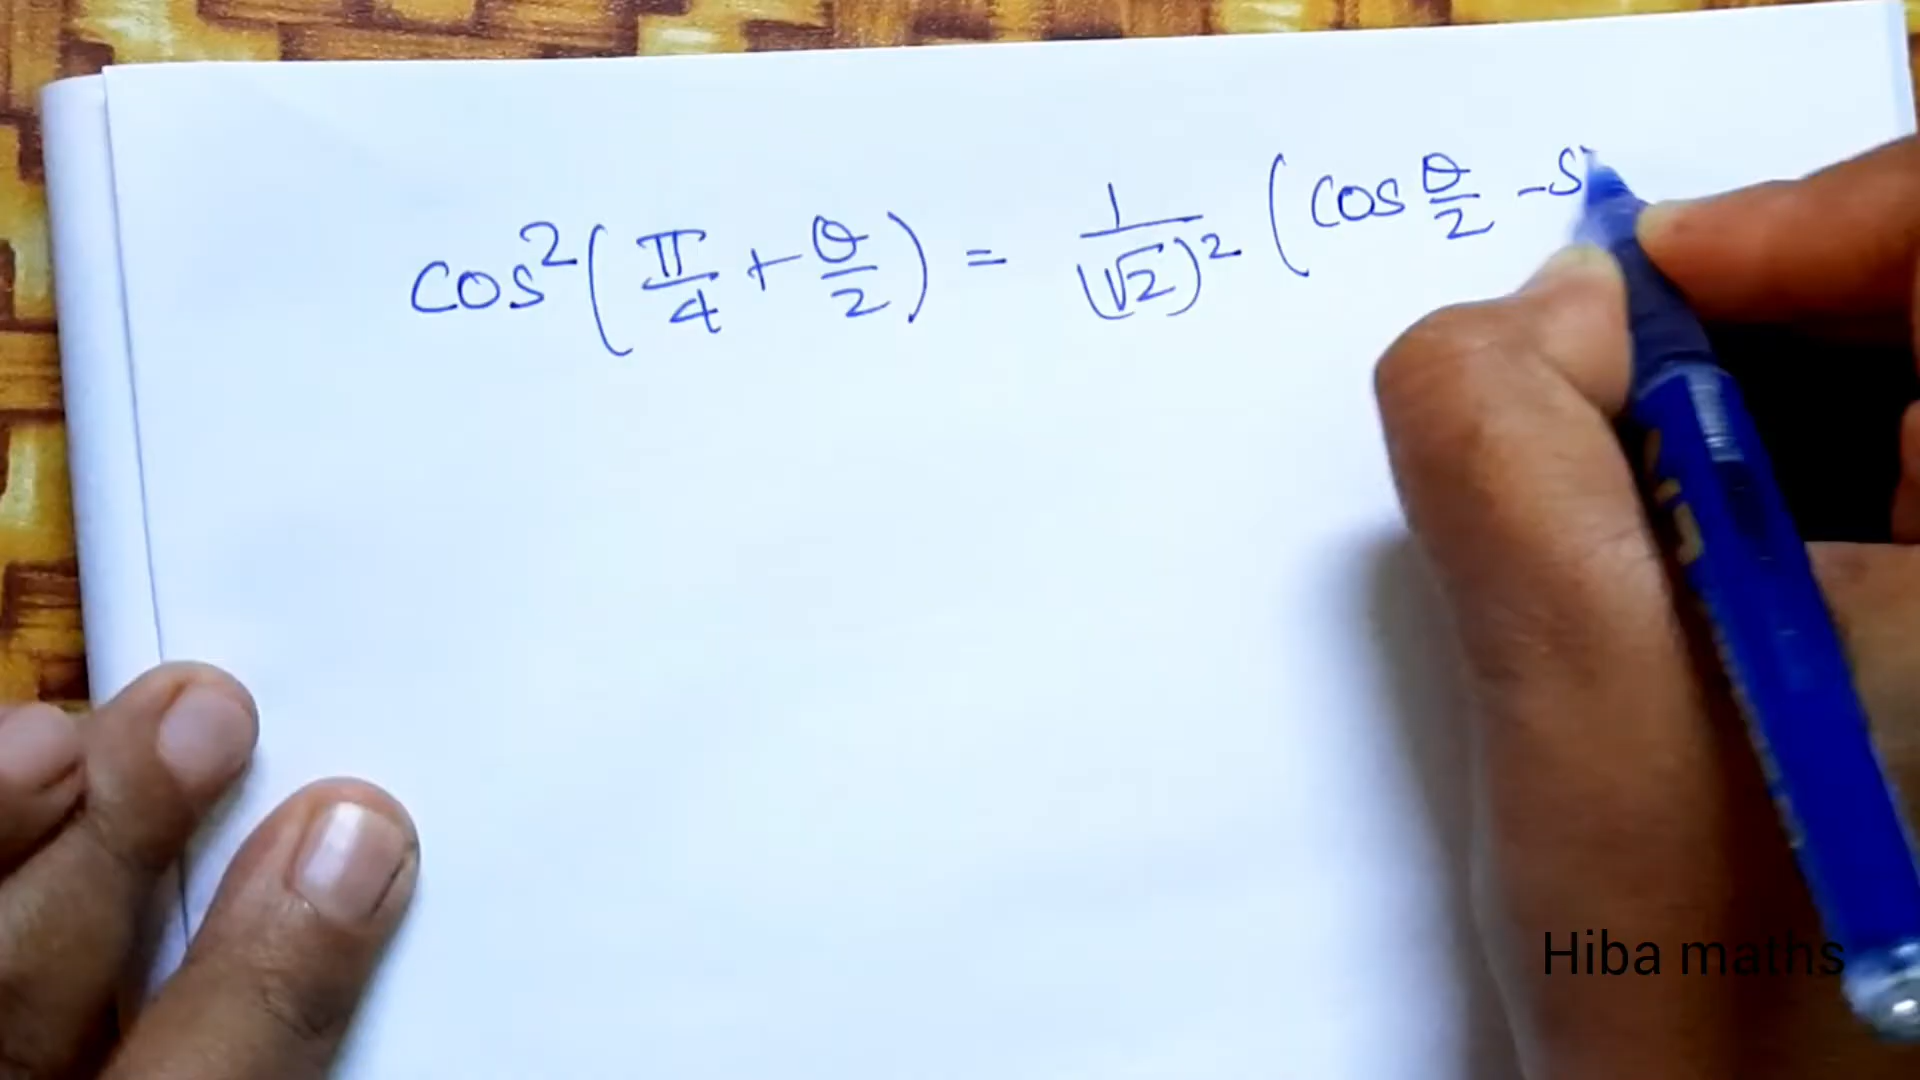 cos²(π/4 + θ/2) = 1/(√2)² (cos θ/2 - s
Hiba maths